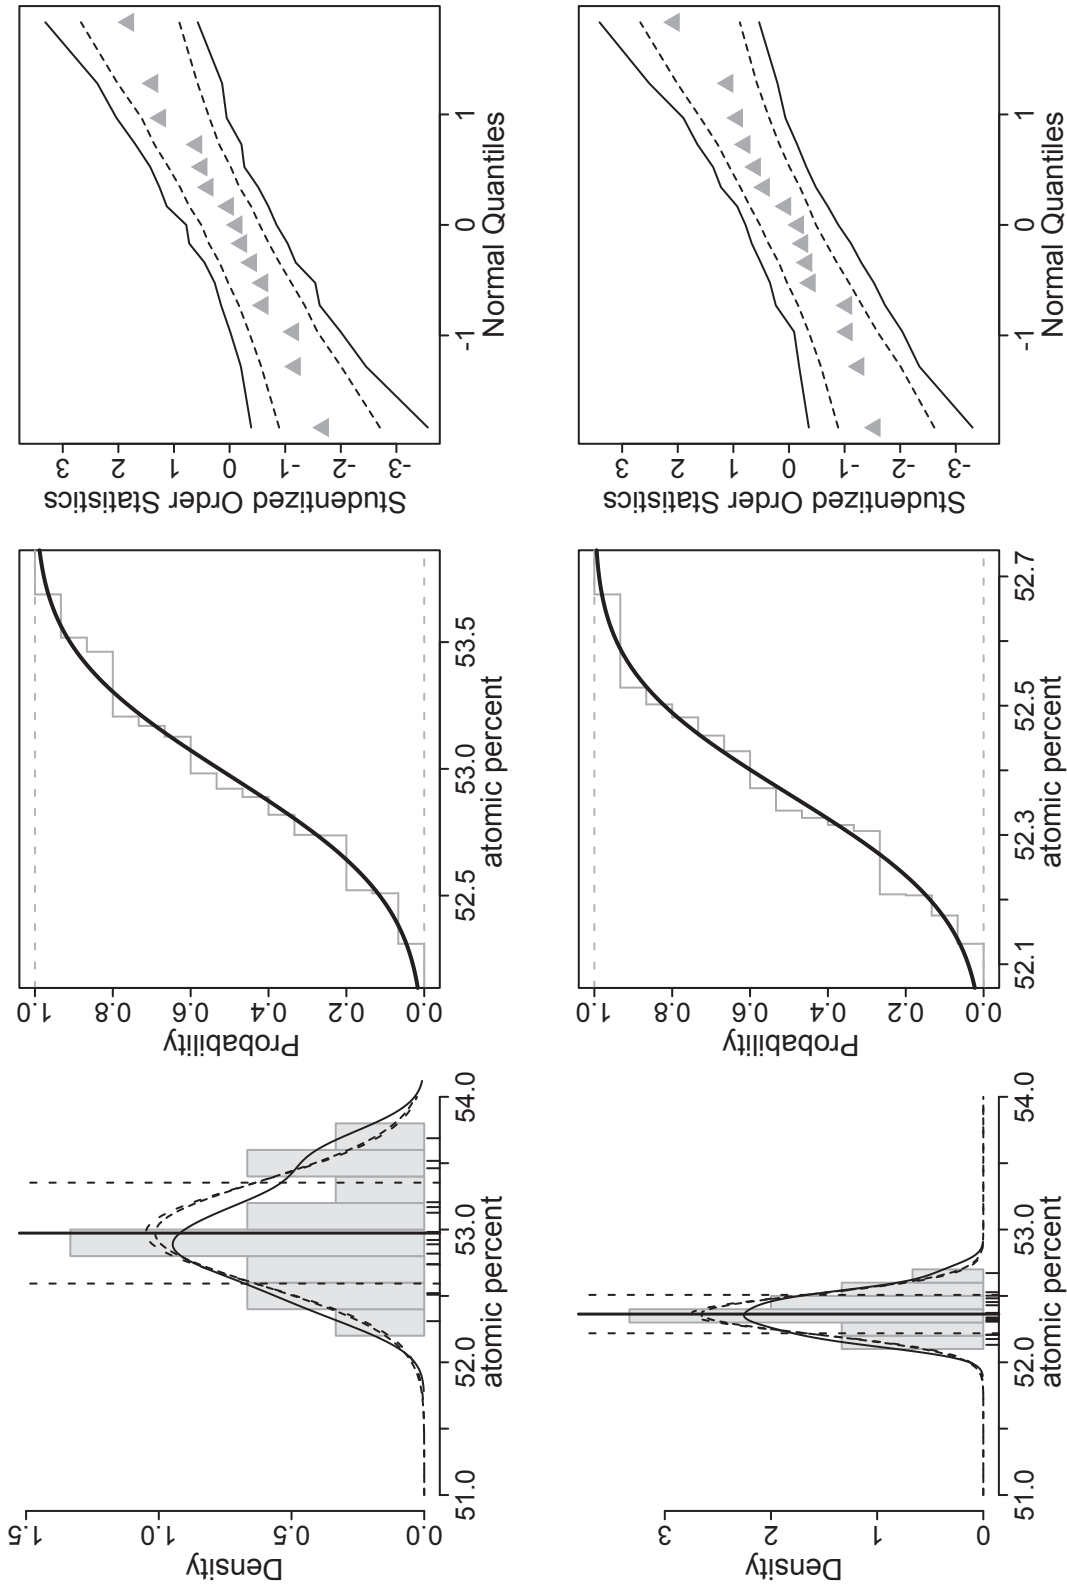 Density
0.0 0.5 1.0 1.5
51.0 52.0 53.0 54.0
atomic percent
Probability
0.0 0.2 0.4 0.6 0.8 1.0
52.5 53.0 53.5
atomic percent
Studentized Order Statistics
-3 -2 -1 0 1 2 3
-1 0 1
Normal Quantiles
Density
0 1 2 3
51.0 52.0 53.0 54.0
atomic percent
Probability
0.0 0.2 0.4 0.6 0.8 1.0
52.1 52.3 52.5 52.7
atomic percent
Studentized Order Statistics
-3 -2 -1 0 1 2 3
-1 0 1
Normal Quantiles